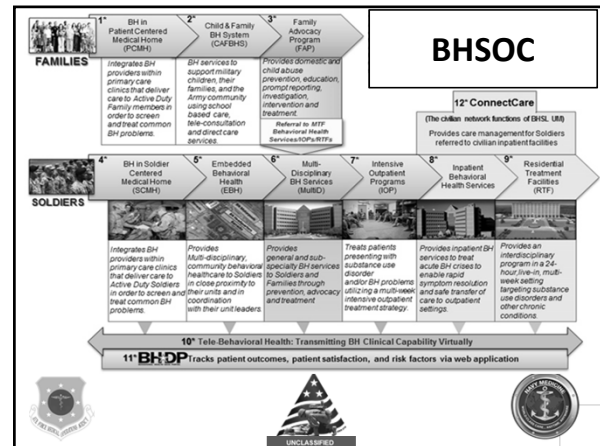 BHSOC
FAMILIES
1*
BH in
Patient Centered
Medical Home
(PCMH)
2*
Child & Family
BH System
(CAFBHS)
3*
Family
Advocacy
Program
(FAP)
Integrates BH
providers within
primary care
clinics that deliver
care to Active Duty
Family members in
order to screen
and treat common
BH problems.
BH services to
support military
children, their
families, and the
Army community
using school
based care,
tele-consultation
and direct care
services.
Provides domestic and
child abuse
prevention, education,
prompt reporting,
investigation,
intervention and
treatment.
Referral to MTF
Behavioral Health
Services/IOPs/RTFs
12* ConnectCare
(The civilian network functions of BHSL UM)
Provides care management for Soldiers
referred to civilian inpatient facilities
SOLDIERS
4*
BH in Soldier
Centered
Medical Home
(SCMH)
5*
Embedded
Behavioral
Health (EBH)
6*
Multi-
Disciplinary
BH Services
(MultiD)
7*
Intensive
Outpatient
Programs (IOP)
8*
Inpatient
Behavioral
Health Services
9*
Residential
Treatment
Facilities
(RTF)
Integrates BH
providers within
primary care clinics
that deliver care to
Active Duty Soldiers
in order to screen and
treat common BH
problems.
Provides
Multi-disciplinary,
community behavioral
healthcare to Soldiers
in close proximity to
their units and in
coordination
with their unit leaders.
Provides
general and sub-
specialty BH services
to Soldiers and
Families through
prevention, advocacy
and treatment
Treats patients
presenting with
substance use
disorder
and/or BH problems
utilizing a multi-week
intensive outpatient
treatment strategy.
Provides inpatient BH
services to treat
acute BH crises to
enable rapid
symptom resolution
and safe transfer of
care to outpatient
settings.
Provides an
interdisciplinary
program in a 24-
hour, live-in, multi-
week setting
targeting substance
use disorders and
other chronic
conditions.
10* Tele-Behavioral Health: Transmitting BH Clinical Capability Virtually
11* BHDP Tracks patient outcomes, patient satisfaction, and risk factors via web application
NAVY MEDICINE
UNCLASSIFIED